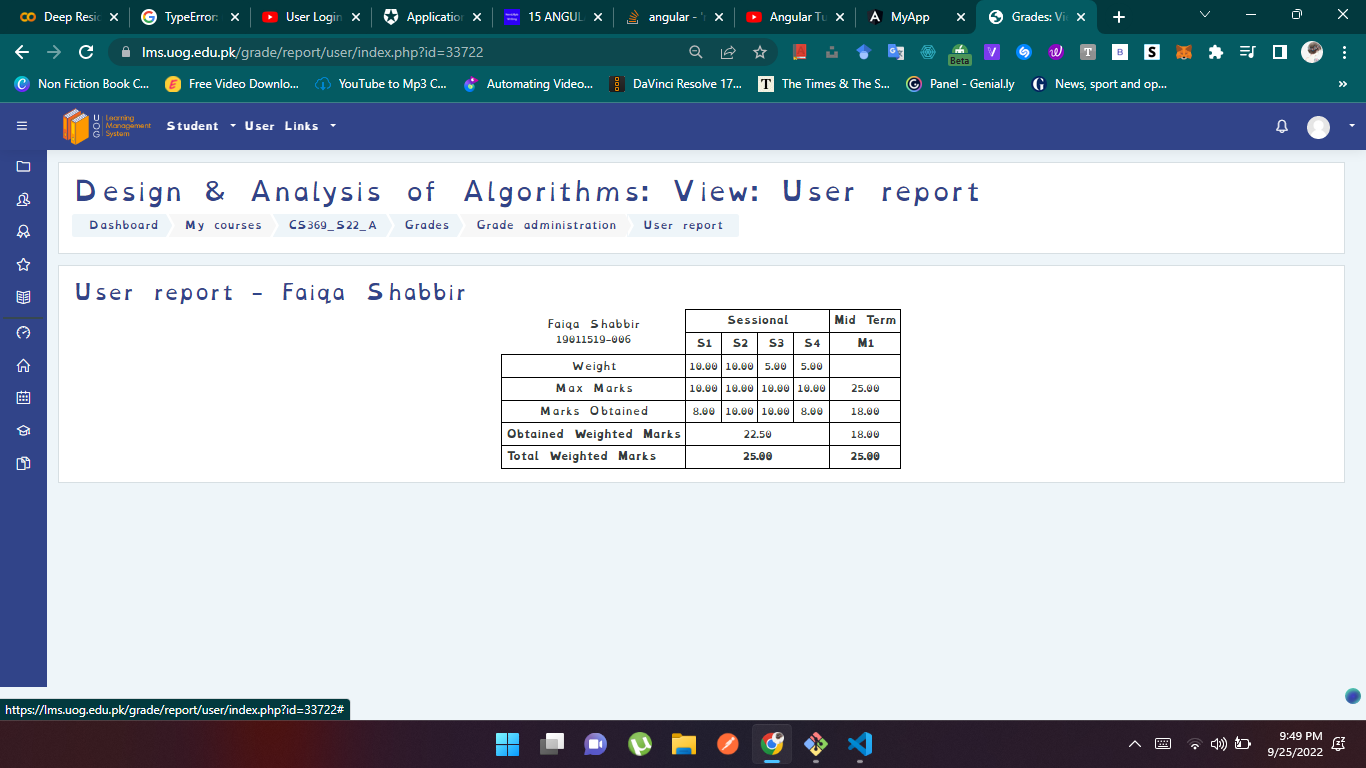 Deep Resi
TypeError:
User Login
Application
15 ANGUL
angular - 'r
Angular Tu
MyApp
Grades: Vi
lms.uog.edu.pk/grade/report/user/index.php?id=33722
Beta
Non Fiction Book C...
Free Video Downlo...
YouTube to Mp3 C...
Automating Video...
DaVinci Resolve 17...
The Times & The S...
Panel - Genial.ly
News, sport and op...
UOG Learning Management System
Student
User Links
Design & Analysis of Algorithms: View: User report
Dashboard
My courses
CS369_S22_A
Grades
Grade administration
User report
User report - Faiqa Shabbir
Faiqa Shabbir
19011519-006
Sessional Mid Term
S1 S2 S3 S4 M1
Weight 10.00 10.00 5.00 5.00
Max Marks 10.00 10.00 10.00 10.00 25.00
Marks Obtained 8.00 10.00 10.00 8.00 18.00
Obtained Weighted Marks 22.50 18.00
Total Weighted Marks 25.00 25.00
https://lms.uog.edu.pk/grade/report/user/index.php?id=33722#
9:49 PM
9/25/2022